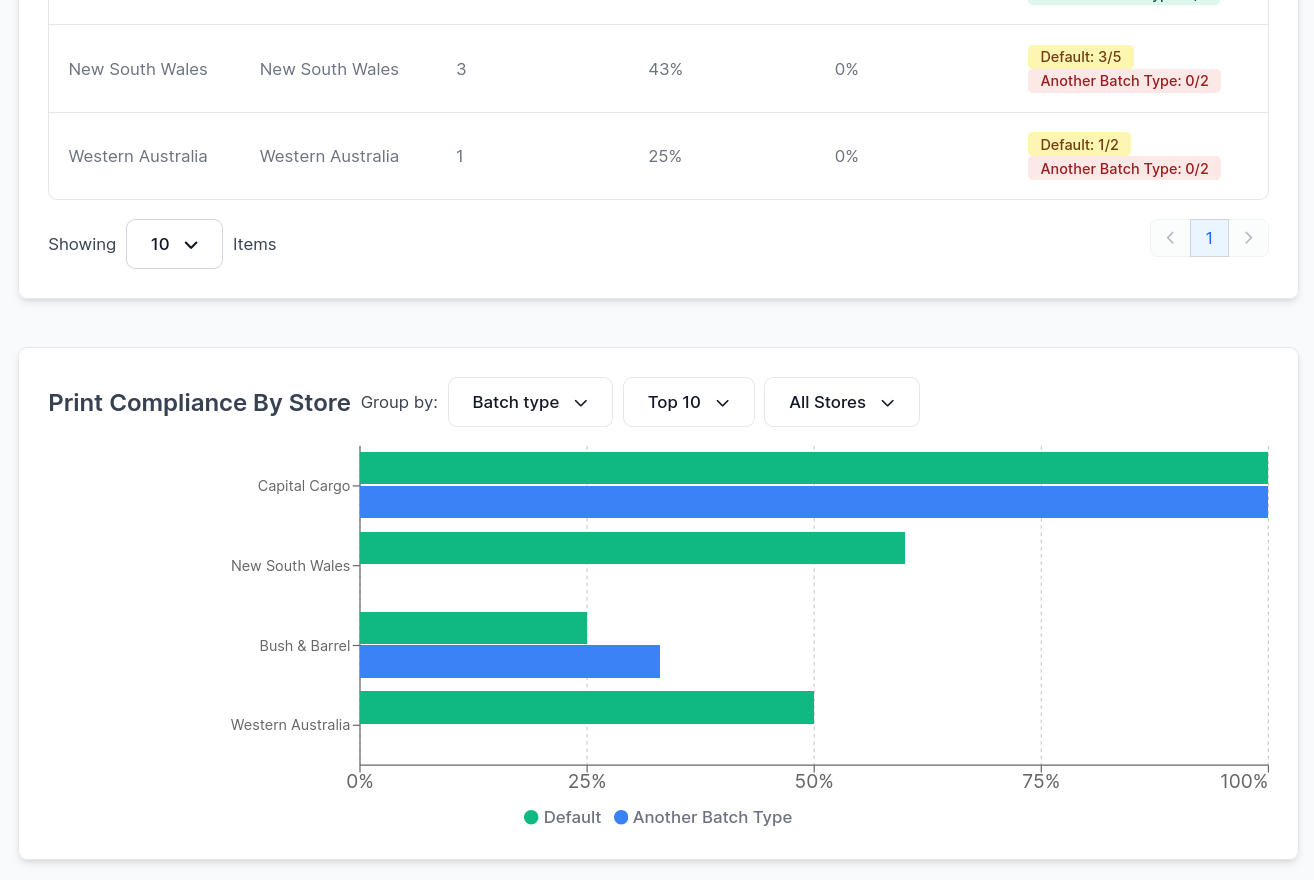 New South Wales New South Wales 3 43% 0% Default: 3/5
Another Batch Type: 0/2
Western Australia Western Australia 1 25% 0% Default: 1/2
Another Batch Type: 0/2
Showing 10 Items 1
Print Compliance By Store Group by: Batch type Top 10 All Stores
Capital Cargo
New South Wales
Bush & Barrel
Western Australia
0% 25% 50% 75% 100%
Default Another Batch Type